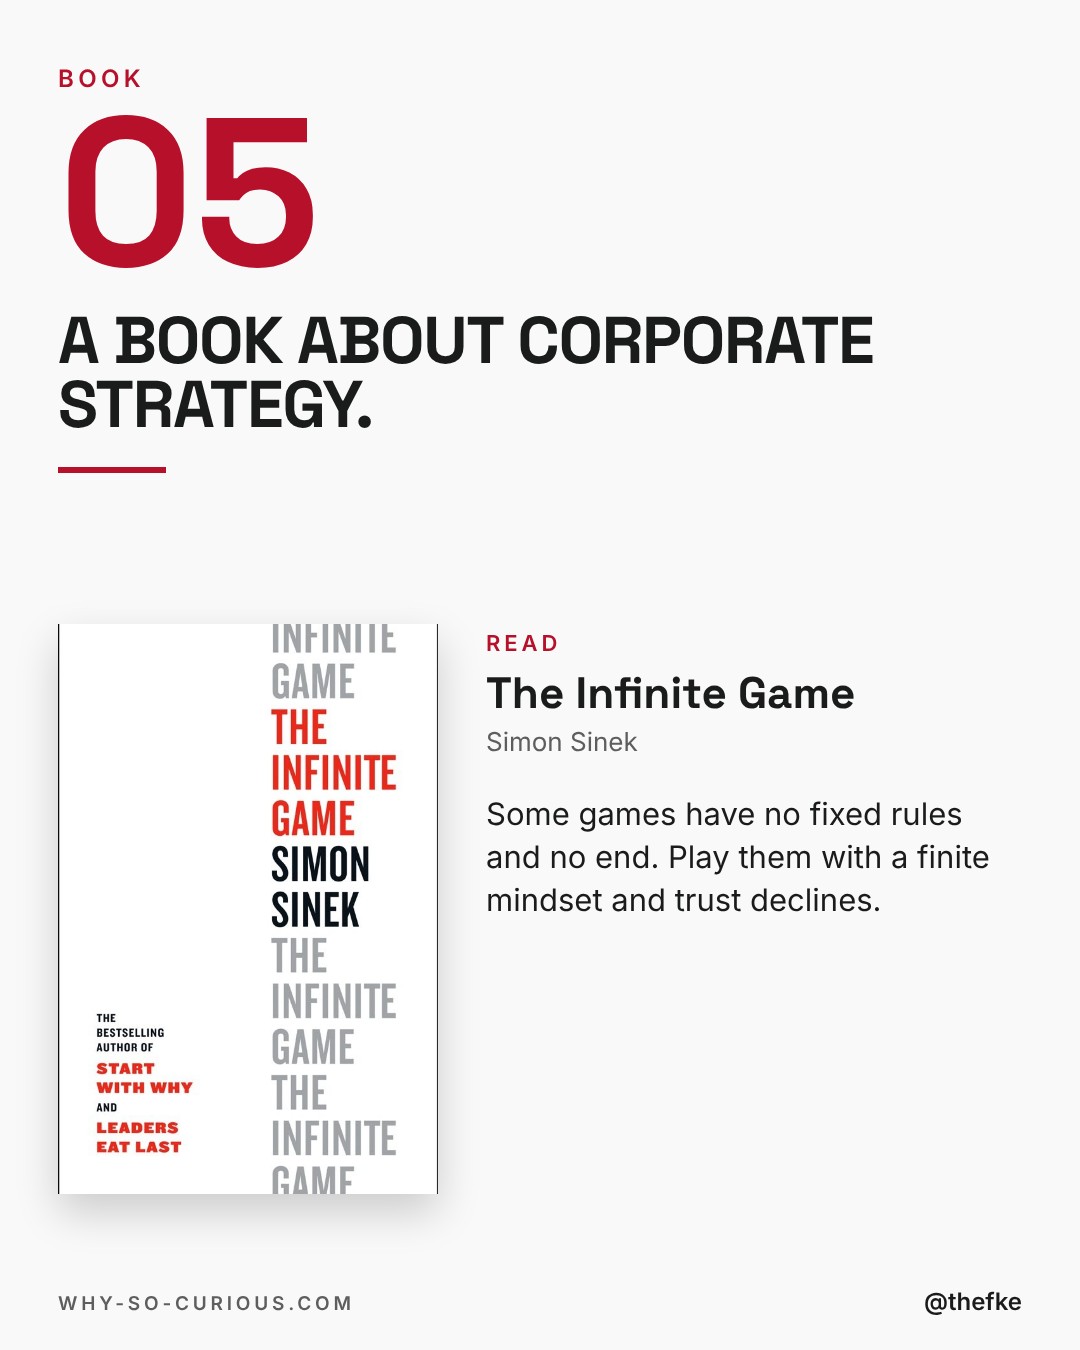 BOOK
05
A BOOK ABOUT CORPORATE
STRATEGY.
INFINITE
GAME
THE
INFINITE
GAME
SIMON
SINEK
THE
INFINITE
GAME
THE
INFINITE
GAME
THE
BESTSELLING
AUTHOR OF
START
WITH WHY
AND
LEADERS
EAT LAST
READ
The Infinite Game
Simon Sinek
Some games have no fixed rules
and no end. Play them with a finite
mindset and trust declines.
WHY-SO-CURIOUS.COM
@thefke